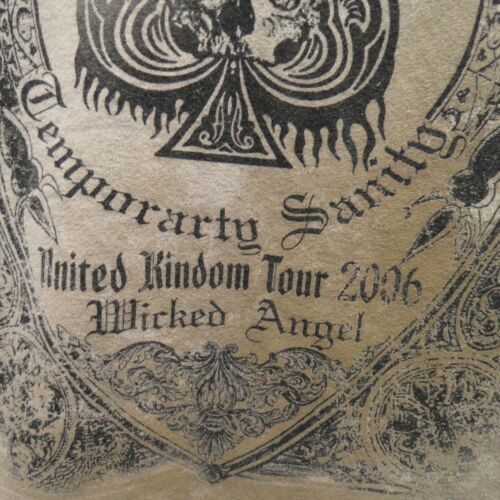 Temporarty Sanity
United Kindom Tour 2006
Wicked Angel